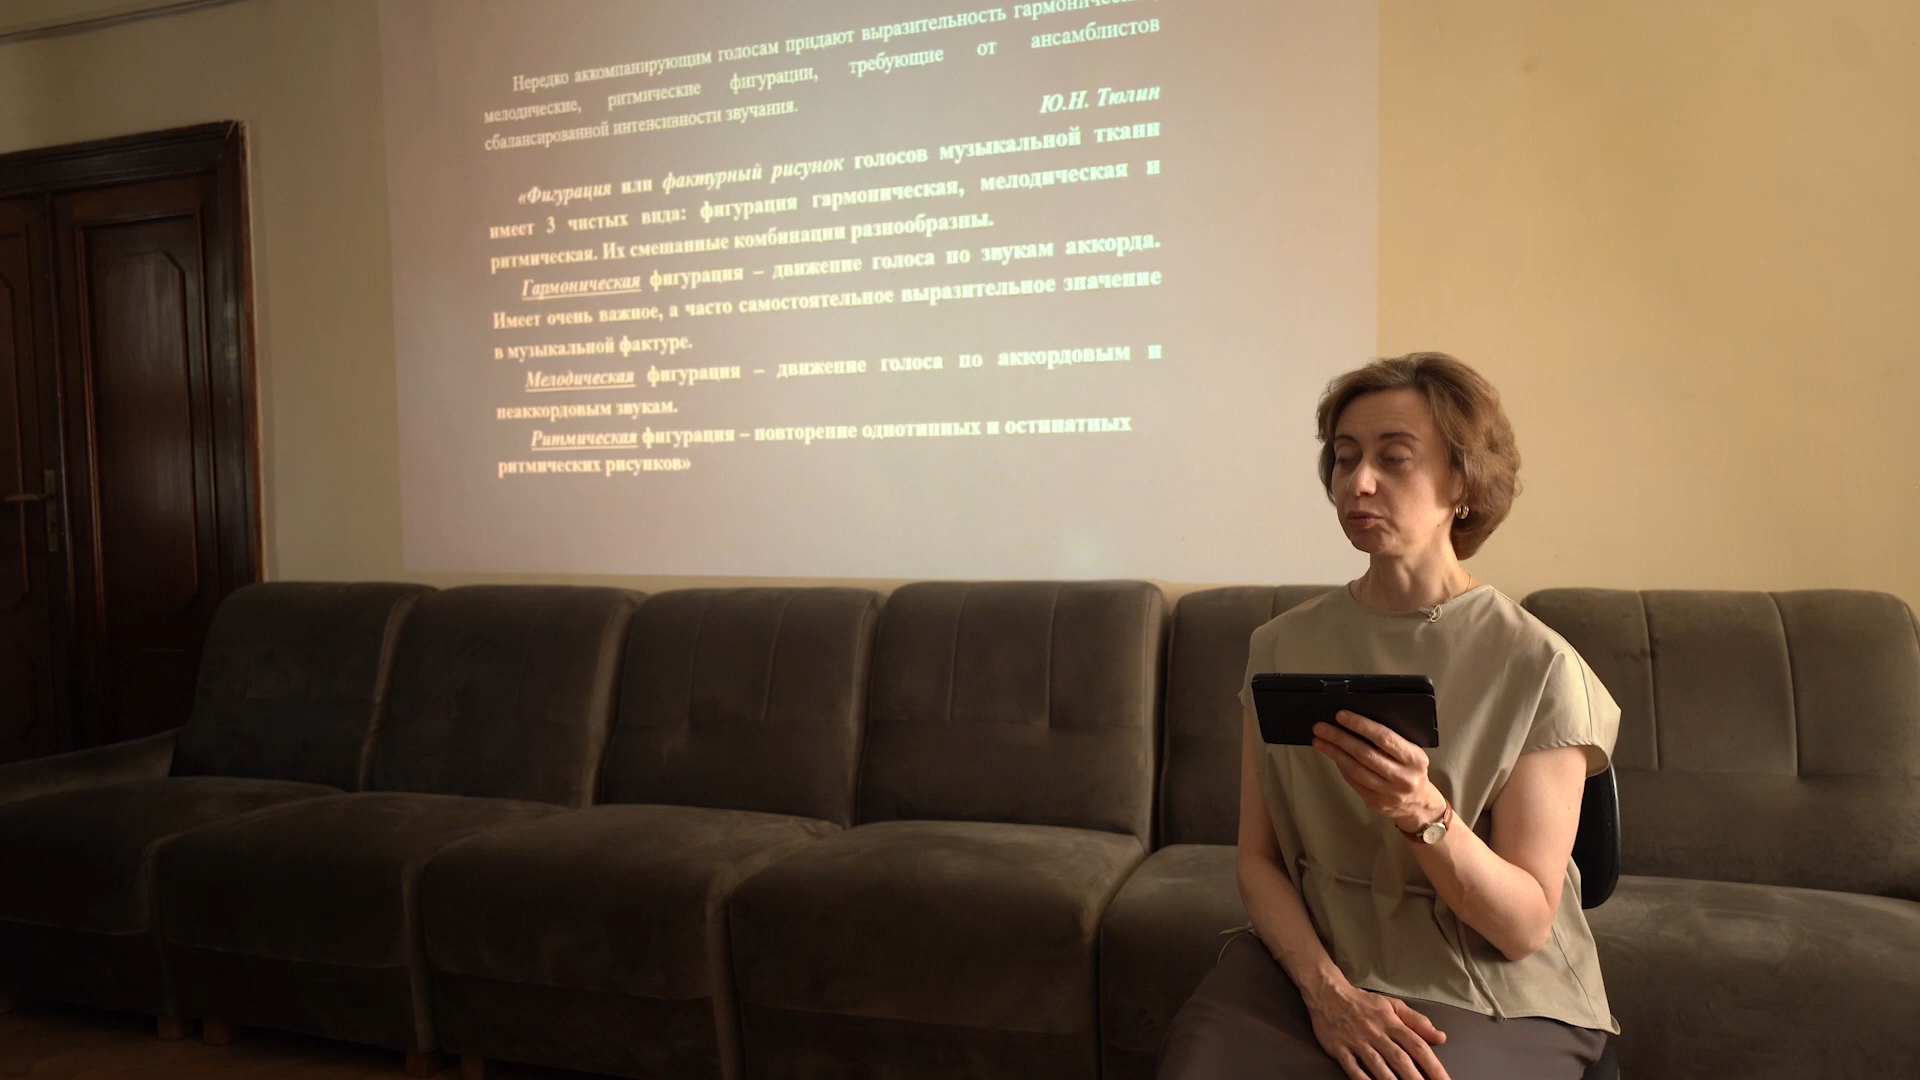 Нередко аккомпанирующим голосам придают выразительность
мелодические, ритмические фигурации, требующие от ансамблистов
сбалансированной интенсивности звучания.
Ю.Н. Тюлин
«Фигурация или фактурный рисунок голосов музыкальной ткани
имеет 3 чистых вида: фигурация гармоническая, мелодическая и
ритмическая. Их смешанные комбинации разнообразны.
Гармоническая фигурация – движение голоса по звукам аккорда.
Имеет очень важное, а часто самостоятельное выразительное значение
в музыкальной фактуре.
Мелодическая фигурация – движение голоса по аккордовым и
неаккордовым звукам.
Ритмическая фигурация – повторение однотипных и остинатных
ритмических рисунков»